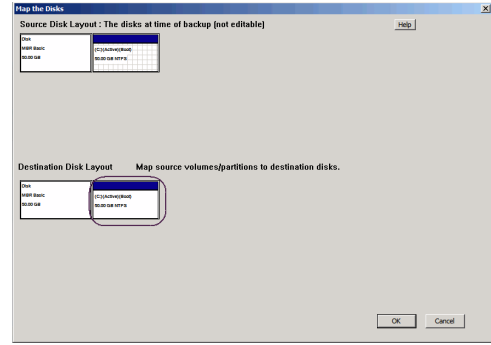 Map the Disks
Source Disk Layout : The disks at time of backup (not editable)
Help
Disk
MBR Basic
50.00 GB
(C:)(Active)(Boot)
50.00 GB NTFS
Destination Disk Layout Map source volumes/partitions to destination disks.
Disk
MBR Basic
50.00 GB
(C:)(Active)(Boot)
50.00 GB NTFS
OK Cancel